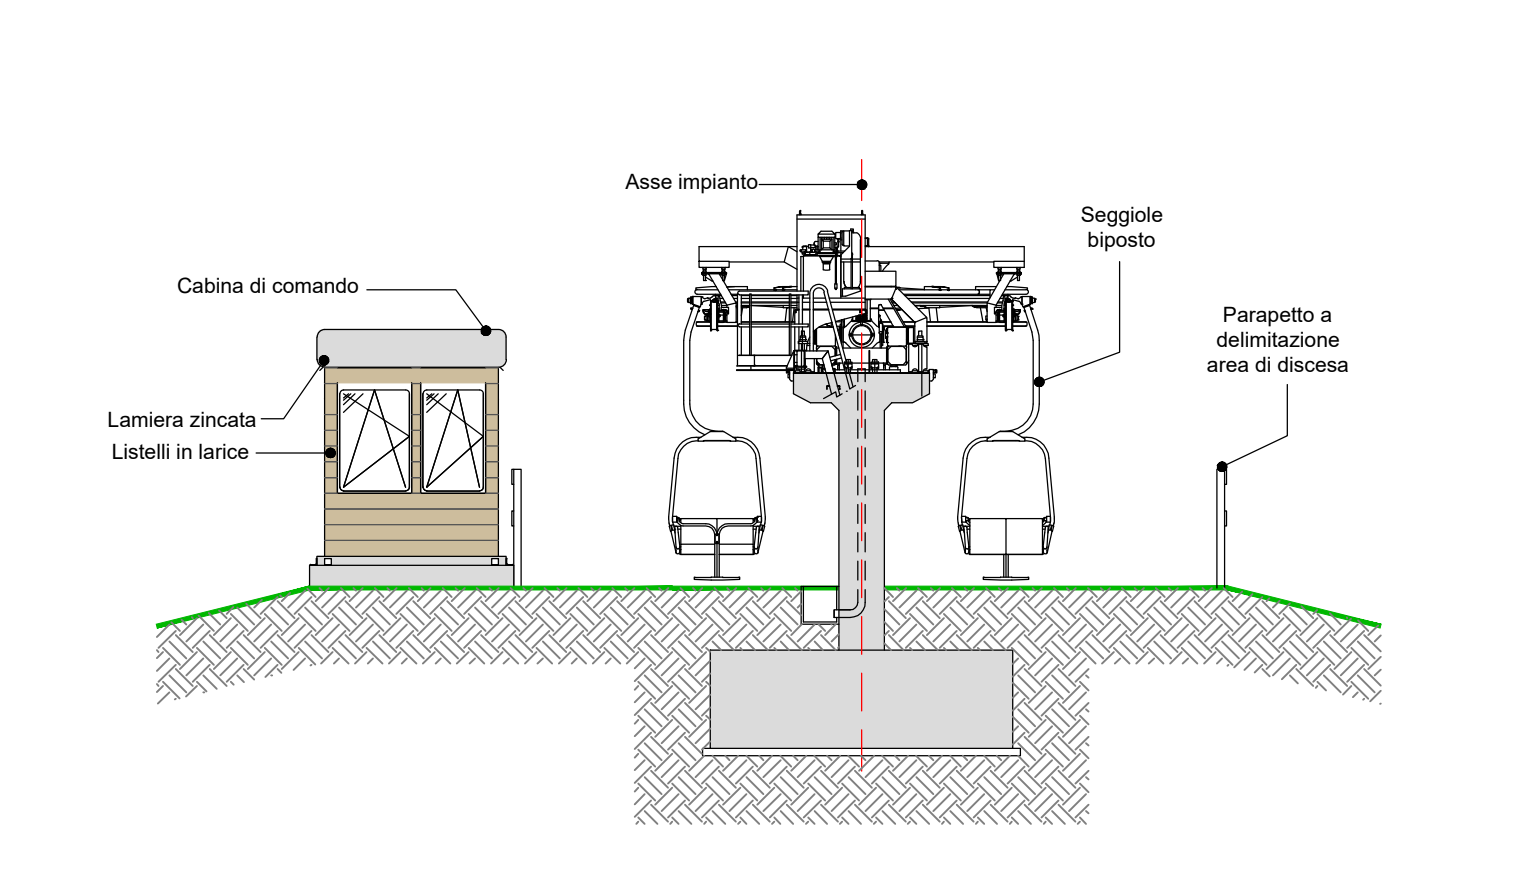 Asse impianto
Seggiole
biposto
Cabina di comando
Parapetto a
delimitazione
area di discesa
Lamiera zincata
Listelli in larice